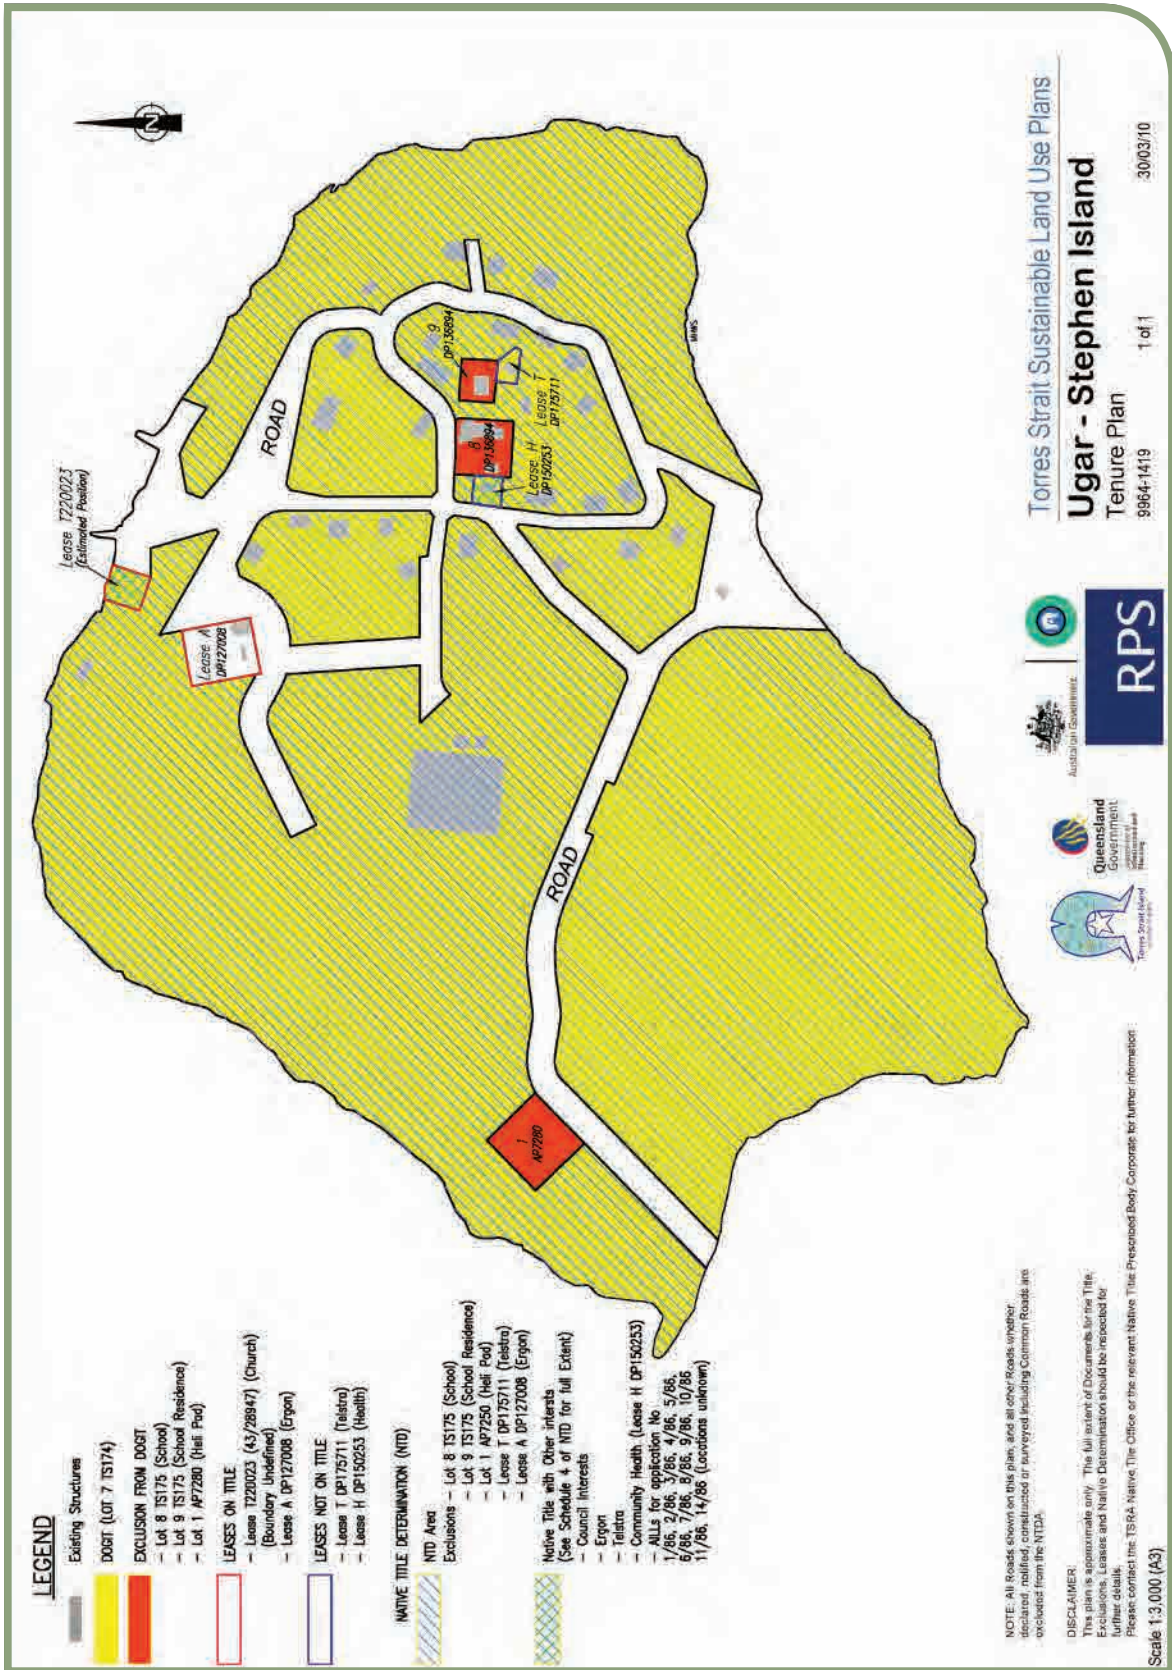 LEGEND
Existing Structures
DOGIT (LOT 7 TS174)
EXCLUSION FROM DOGIT
- Lot 8 TS175 (School)
- Lot 9 TS175 (School Residence)
- Lot 1 AP7280 (Heli Pad)
LEASES ON TITLE
- Lease T220023 (43/28947) (Church)
(Boundary Undefined)
- Lease A DP127008 (Ergon)
LEASES NOT ON TITLE
- Lease T DP175711 (Telstra)
- Lease H DP150253 (Health)
NATIVE TITLE DETERMINATION (NTD)
NTD Area
Exclusions - Lot 8 TS175 (School)
- Lot 9 TS175 (School Residence)
- Lot 1 AP7250 (Heli Pad)
- Lease T DP175711 (Telstra)
- Lease A DP127008 (Ergon)
Native Title with Other intersts
(See Schedule 4 of NTD for full Extent)
- Council Interests
- Ergon
- Telstra
- Community Health (Lease H DP150253)
- AILLs for application No
1/86, 2/86, 3/86, 4/86, 5/86,
6/86, 7/86, 8/86, 9/86, 10/86
11/86, 14/86 (Locations unknown)
N
Lease T220023
(Estimated Position)
Lease A
DP127008
ROAD
9
DP136894
8
DP136894
Lease T
DP175711
Lease H
DP150253
ROAD
1
AP7280
MHWS
NOTE: All Roads shown on this plan, and all other Roads whether
declared, notified, constructed or surveyed including Common Roads are
excluded from the NTDA.
DISCLAIMER:
This plan is approximate only. The full extent of Documents for the Title,
Exclusions, Leases and Native Determination should be inspected for
further details.
Please contact the TSRA Native Title Office or the relevant Native Title Prescribed Body Corporate for further information
Scale 1:3,000 (A3)
Torres Strait Island
Queensland
Government
Australian Government
RPS
Torres Strait Sustainable Land Use Plans
Ugar - Stephen Island
Tenure Plan
9964-1419
1 of 1
30/03/10